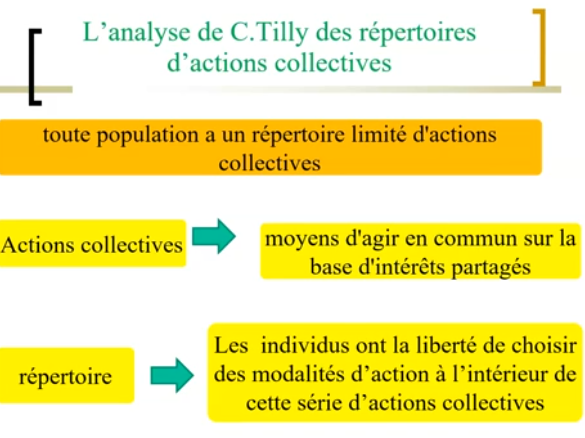 L’analyse de C.Tilly des répertoires
d’actions collectives
toute population a un répertoire limité d'actions
collectives
Actions collectives
moyens d'agir en commun sur la
base d'intérêts partagés
répertoire
Les individus ont la liberté de choisir
des modalités d’action à l’intérieur de
cette série d’actions collectives